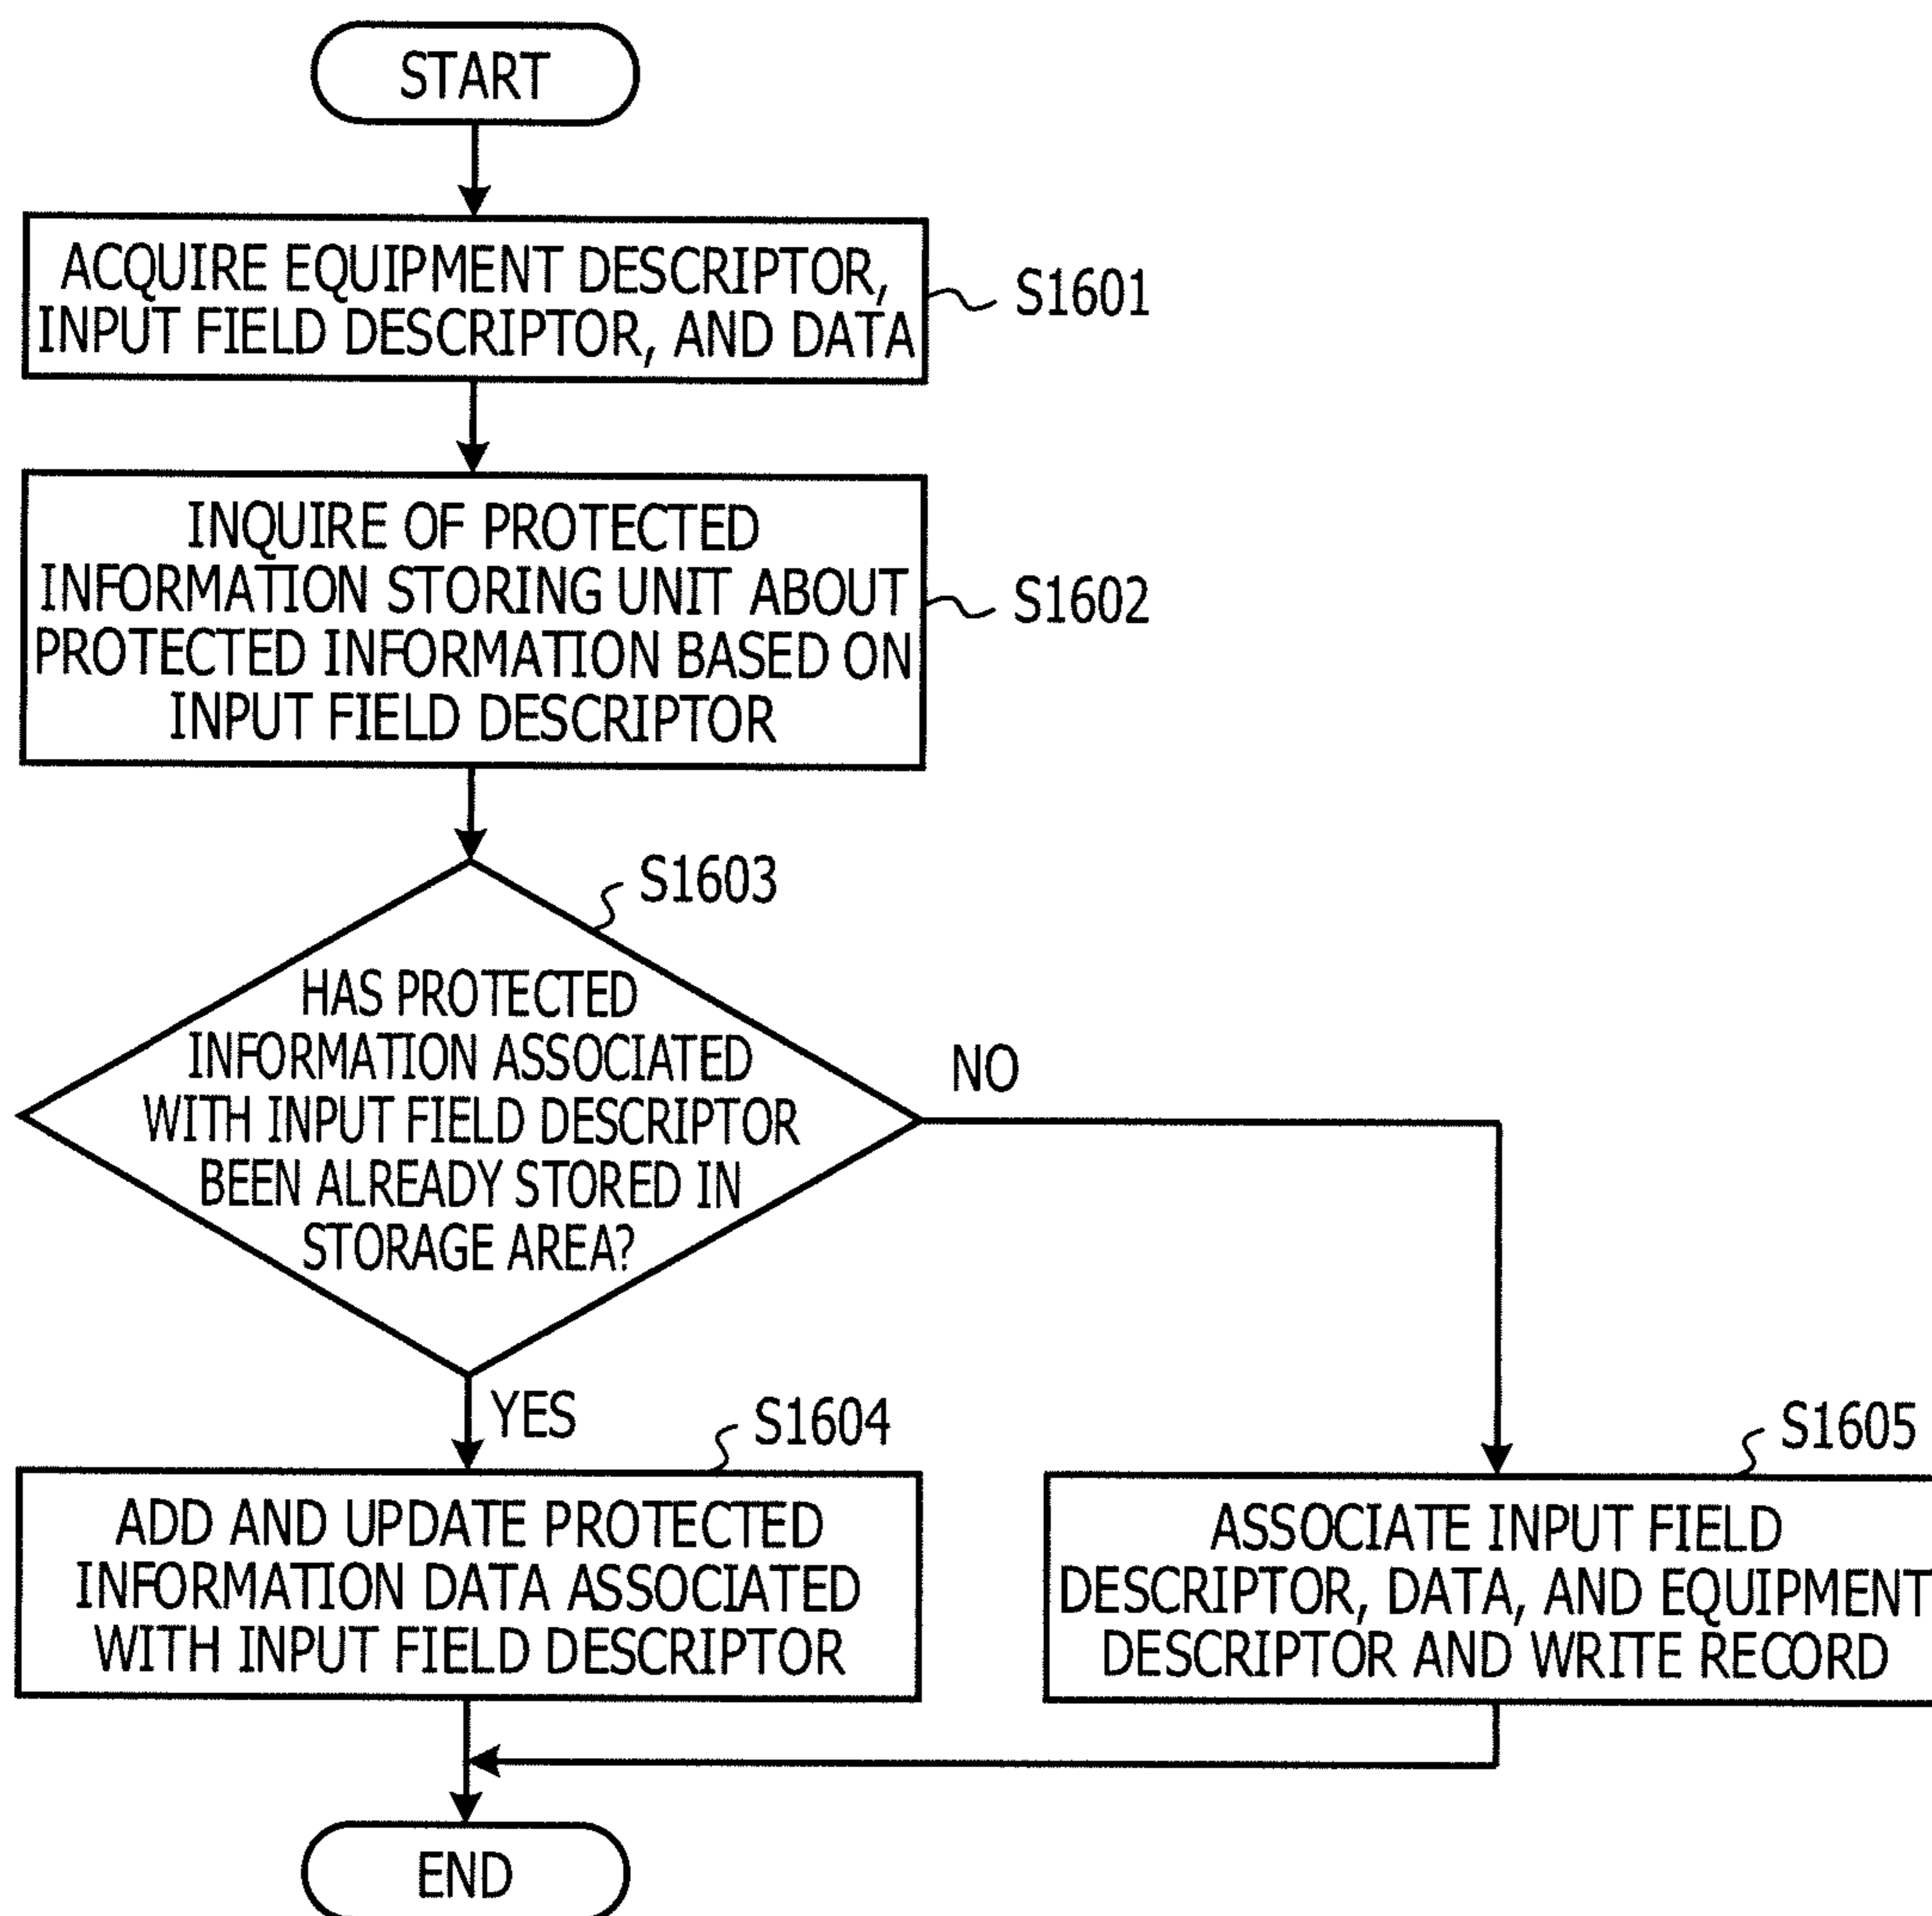 START
ACQUIRE EQUIPMENT DESCRIPTOR,
INPUT FIELD DESCRIPTOR, AND DATA
S1601
INQUIRE OF PROTECTED
INFORMATION STORING UNIT ABOUT
PROTECTED INFORMATION BASED ON
INPUT FIELD DESCRIPTOR
S1602
S1603
HAS PROTECTED
INFORMATION ASSOCIATED
WITH INPUT FIELD DESCRIPTOR
BEEN ALREADY STORED IN
STORAGE AREA?
NO
YES
S1604
ADD AND UPDATE PROTECTED
INFORMATION DATA ASSOCIATED
WITH INPUT FIELD DESCRIPTOR
S1605
ASSOCIATE INPUT FIELD
DESCRIPTOR, DATA, AND EQUIPMENT
DESCRIPTOR AND WRITE RECORD
END